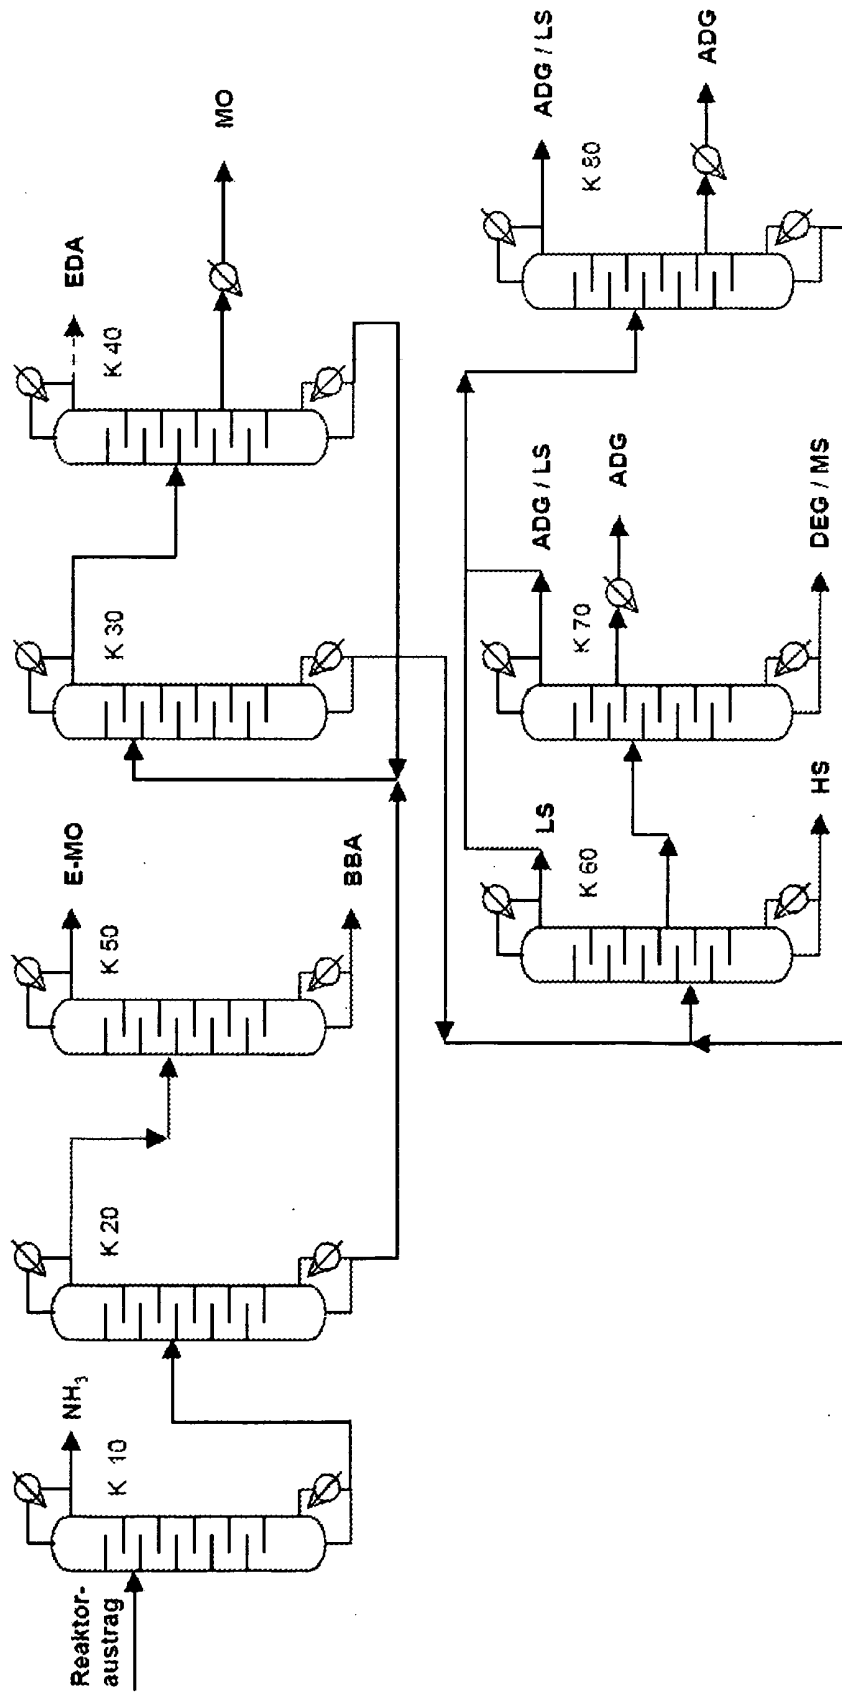 Reaktor-
austrag
NH3
K 10
K 20
E-MO
K 50
BBA
K 30
EDA
K 40
MO
LS
K 60
HS
ADG / LS
K 70
ADG
DEG / MS
ADG / LS
K 80
ADG